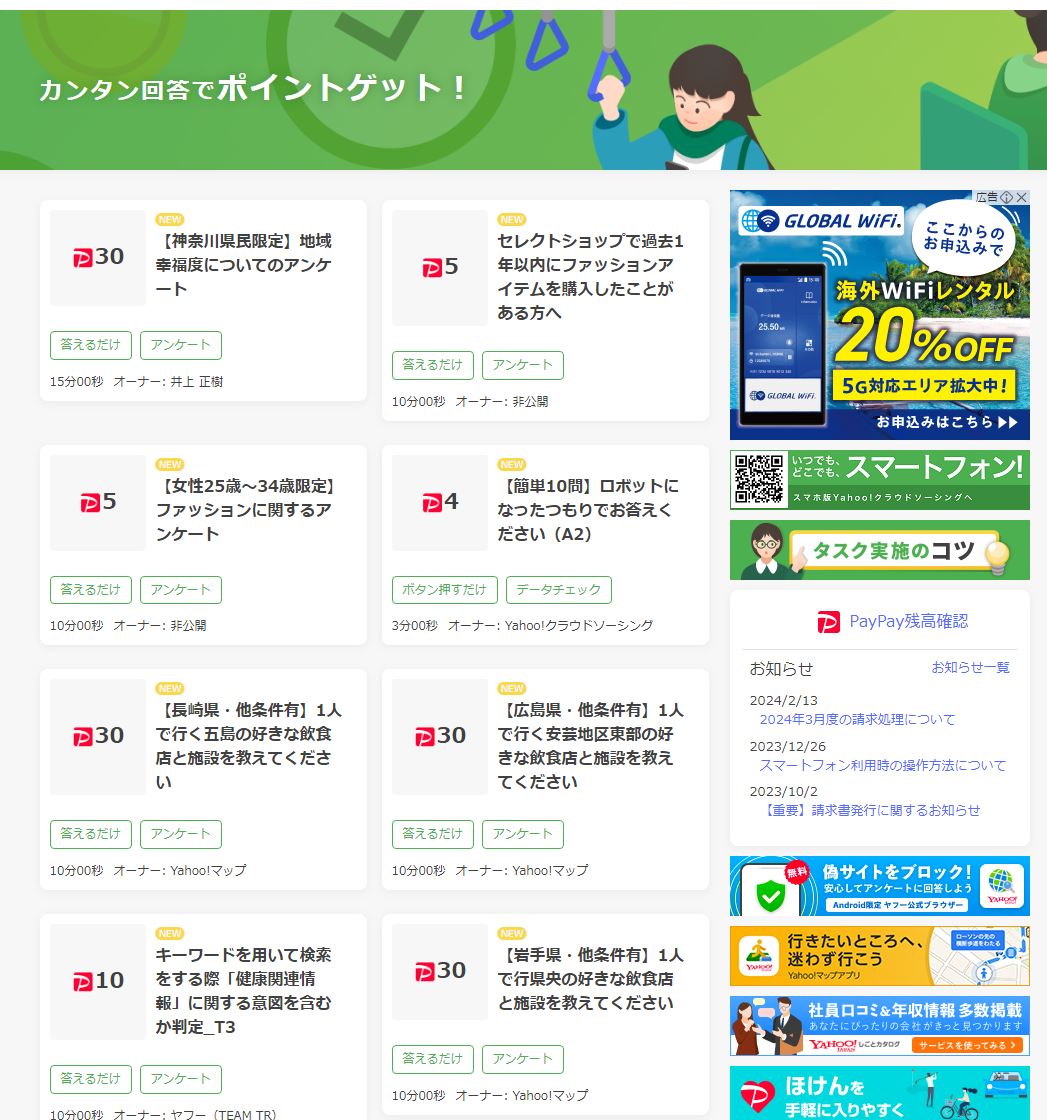 カンタン回答でポイントゲット！
30
NEW
【神奈川県民限定】地域
幸福度についてのアンケ
ート
答えるだけ
アンケート
15分00秒 オーナー: 井上 正樹
5
NEW
セレクトショップで過去1
年以内にファッションア
イテムを購入したことが
ある方へ
答えるだけ
アンケート
10分00秒 オーナー: 非公開
5
NEW
【女性25歳～34歳限定】
ファッションに関するア
ンケート
答えるだけ
アンケート
10分00秒 オーナー: 非公開
4
NEW
【簡単10問】ロボットに
なったつもりでお答えく
ださい（A2）
ボタン押すだけ
データチェック
3分00秒 オーナー: Yahoo!クラウドソーシング
30
NEW
【長崎県・他条件有】1人
で行く五島の好きな飲食
店と施設を教えてくださ
い
答えるだけ
アンケート
10分00秒 オーナー: Yahoo!マップ
30
NEW
【広島県・他条件有】1人
で行く安芸地区東部の好
きな飲食店と施設を教え
てください
答えるだけ
アンケート
10分00秒 オーナー: Yahoo!マップ
10
NEW
キーワードを用いて検索
をする際「健康関連情
報」に関する意図を含む
か判定_T3
答えるだけ
アンケート
10分00秒 オーナー: ヤフー（TEAM TR）
30
NEW
【岩手県・他条件有】1人
で行県央の好きな飲食店
と施設を教えてください
答えるだけ
アンケート
10分00秒 オーナー: Yahoo!マップ
広告
GLOBAL WiFi.
ここからの
お申込みで
海外WiFiレンタル
20%OFF
25.50
GLOBAL WiFi.
5G対応エリア拡大中!
お申込みはこちら
いつでも、
どこでも、
スマートフォン!
スマホ版Yahoo!クラウドソーシングへ
タスク実施のコツ
PayPay残高確認
お知らせ
お知らせ一覧
2024/2/13
2024年3月度の請求処理について
2023/12/26
スマートフォン利用時の操作方法について
2023/10/2
【重要】請求書発行に関するお知らせ
無料
偽サイトをブロック!
安心してアンケートに回答しよう
Android限定 ヤフー公式ブラウザー
YAHOO!
JAPAN
行きたいところへ、
迷わず行こう
Yahoo!マップアプリ
YAHOO!
JAPAN
ローソンの先の
横断歩道をわたる
社員口コミ&年収情報 多数掲載
あなたにぴったりの会社がきっと見つかります
YAHOO!
JAPAN
しごとカタログ
サービスを使ってみる
ほけんを
手軽に入りやすく